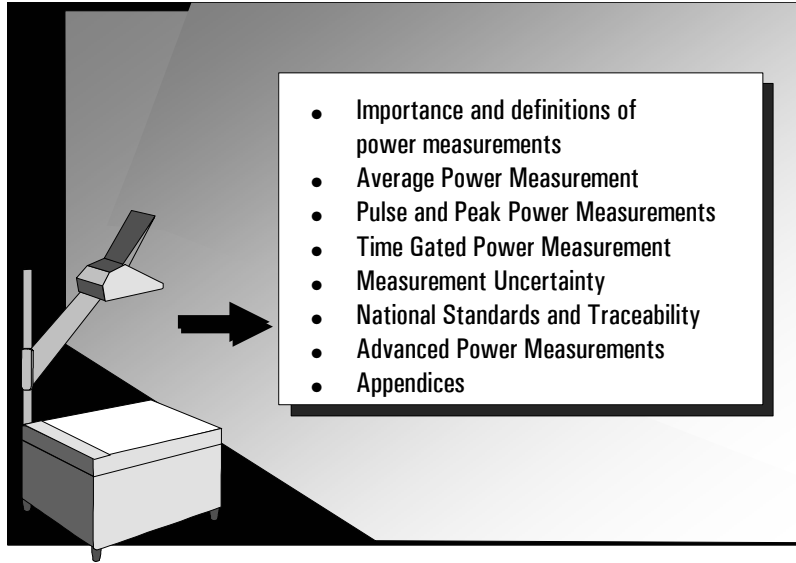 ● Importance and definitions of
power measurements
● Average Power Measurement
● Pulse and Peak Power Measurements
● Time Gated Power Measurement
● Measurement Uncertainty
● National Standards and Traceability
● Advanced Power Measurements
● Appendices